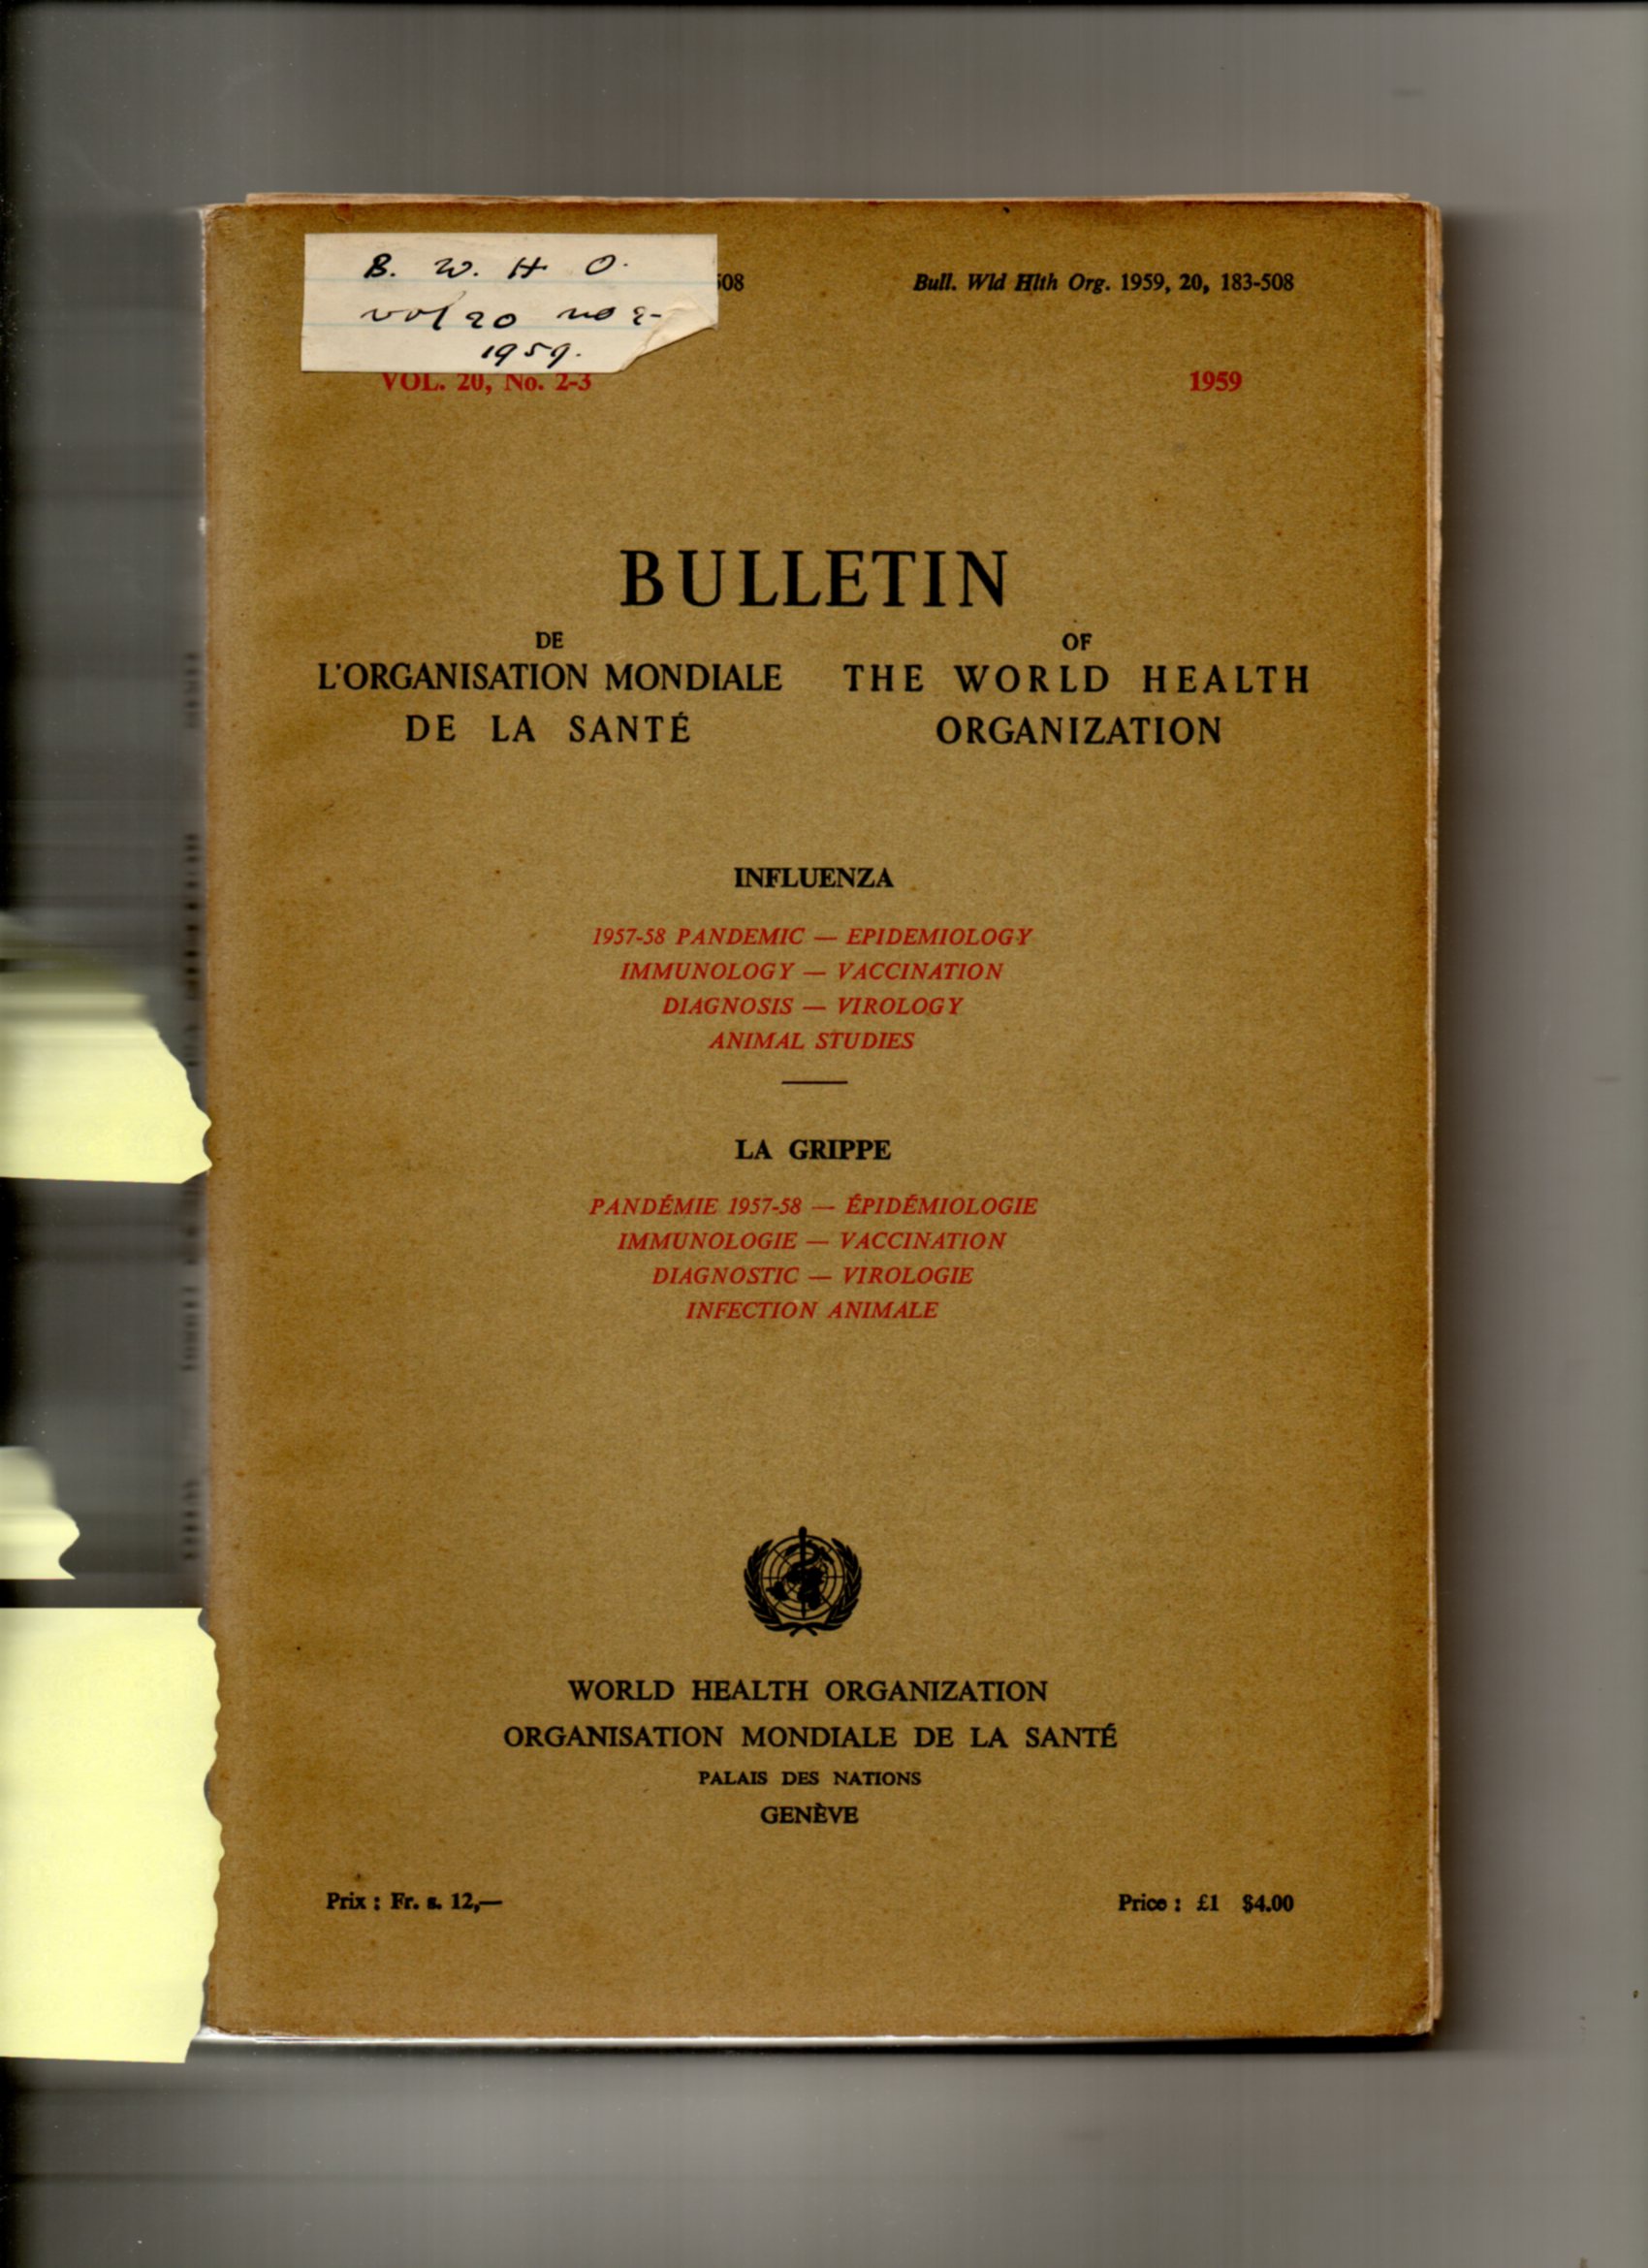 B. W. H O.
vol 20 no 2-
1959.
508
Bull. Wld Hlth Org. 1959, 20, 183-508
VOL. 20, No. 2-3
1959
BULLETIN
DE
L'ORGANISATION MONDIALE
DE LA SANTÉ
OF
THE WORLD HEALTH
ORGANIZATION
INFLUENZA
1957-58 PANDEMIC — EPIDEMIOLOGY
IMMUNOLOGY — VACCINATION
DIAGNOSIS — VIROLOGY
ANIMAL STUDIES
LA GRIPPE
PANDÉMIE 1957-58 — ÉPIDÉMIOLOGIE
IMMUNOLOGIE — VACCINATION
DIAGNOSTIC — VIROLOGIE
INFECTION ANIMALE
WORLD HEALTH ORGANIZATION
ORGANISATION MONDIALE DE LA SANTÉ
PALAIS DES NATIONS
GENÈVE
Prix : Fr. s. 12,—
Price : £1 $4.00